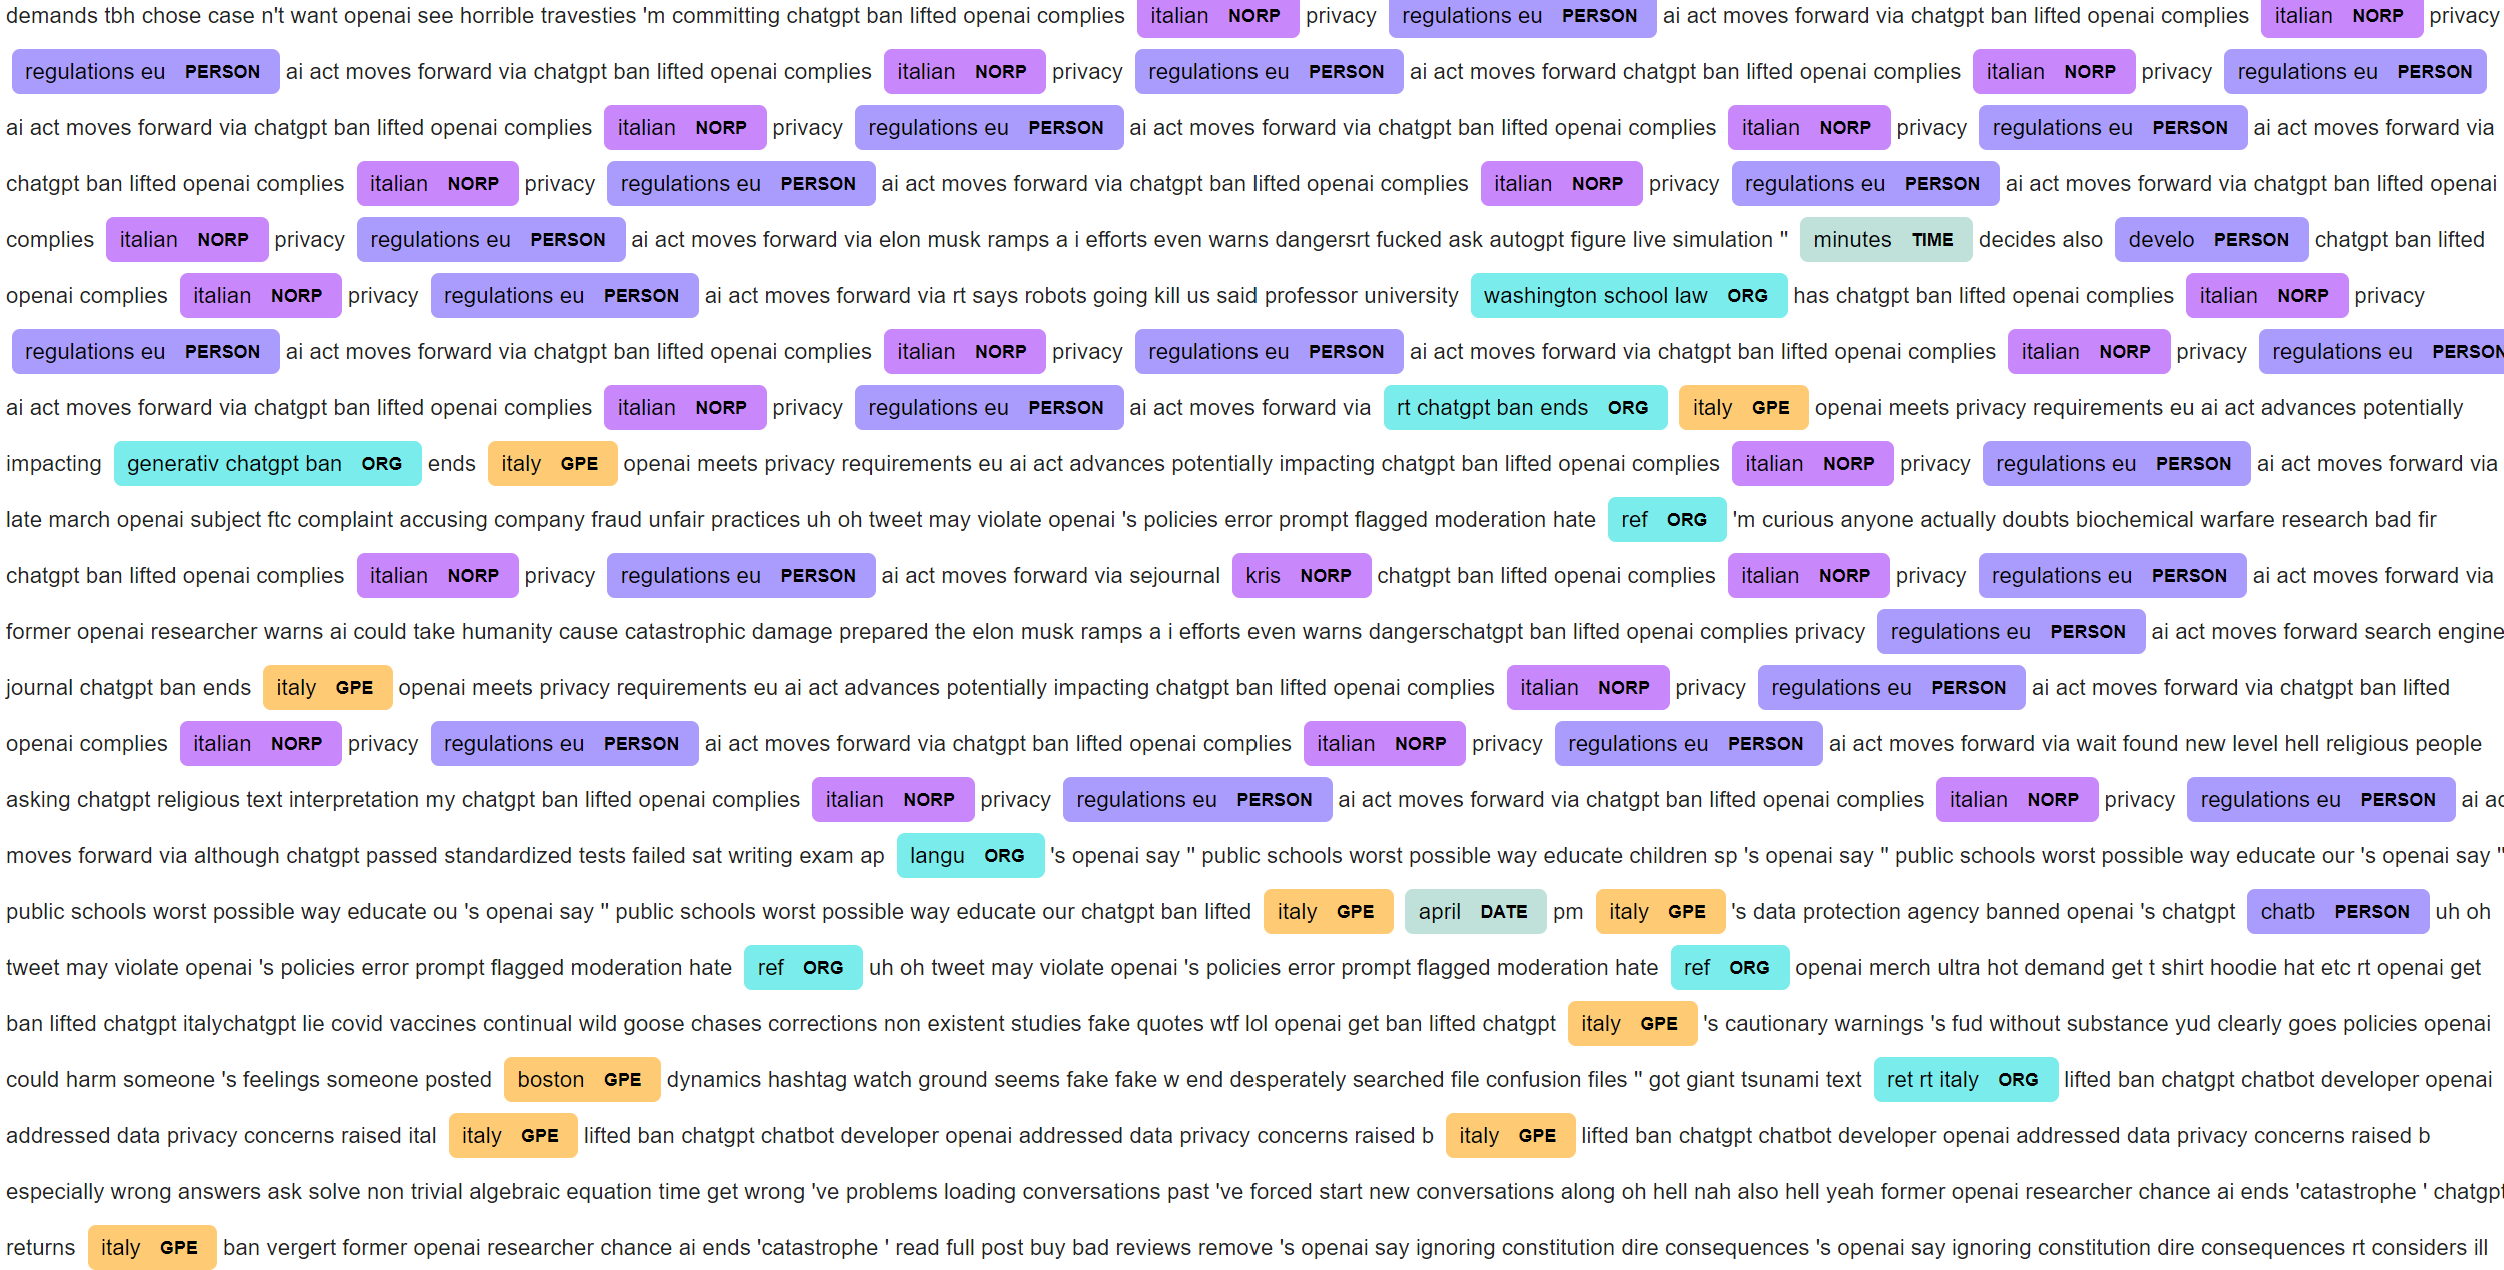 demands tbh chose case n't want openai see horrible travesties 'm committing chatgpt ban lifted openai complies italian NORP privacy regulations eu PERSON ai act moves forward via chatgpt ban lifted openai complies italian NORP privacy
regulations eu PERSON ai act moves forward via chatgpt ban lifted openai complies italian NORP privacy regulations eu PERSON ai act moves forward chatgpt ban lifted openai complies italian NORP privacy regulations eu PERSON
ai act moves forward via chatgpt ban lifted openai complies italian NORP privacy regulations eu PERSON ai act moves forward via chatgpt ban lifted openai complies italian NORP privacy regulations eu PERSON ai act moves forward via
chatgpt ban lifted openai complies italian NORP privacy regulations eu PERSON ai act moves forward via chatgpt ban lifted openai complies italian NORP privacy regulations eu PERSON ai act moves forward via chatgpt ban lifted openai
complies italian NORP privacy regulations eu PERSON ai act moves forward via elon musk ramps a i efforts even warns dangersrt fucked ask autogpt figure live simulation " minutes TIME decides also develo PERSON chatgpt ban lifted
openai complies italian NORP privacy regulations eu PERSON ai act moves forward via rt says robots going kill us said professor university washington school law ORG has chatgpt ban lifted openai complies italian NORP privacy
regulations eu PERSON ai act moves forward via chatgpt ban lifted openai complies italian NORP privacy regulations eu PERSON ai act moves forward via chatgpt ban lifted openai complies italian NORP privacy regulations eu PERSON
ai act moves forward via chatgpt ban lifted openai complies italian NORP privacy regulations eu PERSON ai act moves forward via rt chatgpt ban ends ORG italy GPE openai meets privacy requirements eu ai act advances potentially
impacting generativ chatgpt ban ORG ends italy GPE openai meets privacy requirements eu ai act advances potentially impacting chatgpt ban lifted openai complies italian NORP privacy regulations eu PERSON ai act moves forward via
late march openai subject ftc complaint accusing company fraud unfair practices uh oh tweet may violate openai 's policies error prompt flagged moderation hate ref ORG 'm curious anyone actually doubts biochemical warfare research bad fir
chatgpt ban lifted openai complies italian NORP privacy regulations eu PERSON ai act moves forward via sejournal kris NORP chatgpt ban lifted openai complies italian NORP privacy regulations eu PERSON ai act moves forward via
former openai researcher warns ai could take humanity cause catastrophic damage prepared the elon musk ramps a i efforts even warns dangerschatgpt ban lifted openai complies privacy regulations eu PERSON ai act moves forward search engine
journal chatgpt ban ends italy GPE openai meets privacy requirements eu ai act advances potentially impacting chatgpt ban lifted openai complies italian NORP privacy regulations eu PERSON ai act moves forward via chatgpt ban lifted
openai complies italian NORP privacy regulations eu PERSON ai act moves forward via chatgpt ban lifted openai complies italian NORP privacy regulations eu PERSON ai act moves forward via wait found new level hell religious people
asking chatgpt religious text interpretation my chatgpt ban lifted openai complies italian NORP privacy regulations eu PERSON ai act moves forward via chatgpt ban lifted openai complies italian NORP privacy regulations eu PERSON ai ac
moves forward via although chatgpt passed standardized tests failed sat writing exam ap langu ORG 's openai say " public schools worst possible way educate children sp 's openai say " public schools worst possible way educate our 's openai say "
public schools worst possible way educate ou 's openai say " public schools worst possible way educate our chatgpt ban lifted italy GPE april DATE pm italy GPE 's data protection agency banned openai 's chatgpt chatb PERSON uh oh
tweet may violate openai 's policies error prompt flagged moderation hate ref ORG uh oh tweet may violate openai 's policies error prompt flagged moderation hate ref ORG openai merch ultra hot demand get t shirt hoodie hat etc rt openai get
ban lifted chatgpt italychatgpt lie covid vaccines continual wild goose chases corrections non existent studies fake quotes wtf lol openai get ban lifted chatgpt italy GPE 's cautionary warnings 's fud without substance yud clearly goes policies openai
could harm someone 's feelings someone posted boston GPE dynamics hashtag watch ground seems fake fake w end desperately searched file confusion files " got giant tsunami text ret rt italy ORG lifted ban chatgpt chatbot developer openai
addressed data privacy concerns raised ital italy GPE lifted ban chatgpt chatbot developer openai addressed data privacy concerns raised b italy GPE lifted ban chatgpt chatbot developer openai addressed data privacy concerns raised b
especially wrong answers ask solve non trivial algebraic equation time get wrong 've problems loading conversations past 've forced start new conversations along oh hell nah also hell yeah former openai researcher chance ai ends 'catastrophe ' chatgpt
returns italy GPE ban vergert former openai researcher chance ai ends 'catastrophe ' read full post buy bad reviews remove 's openai say ignoring constitution dire consequences 's openai say ignoring constitution dire consequences rt considers ill